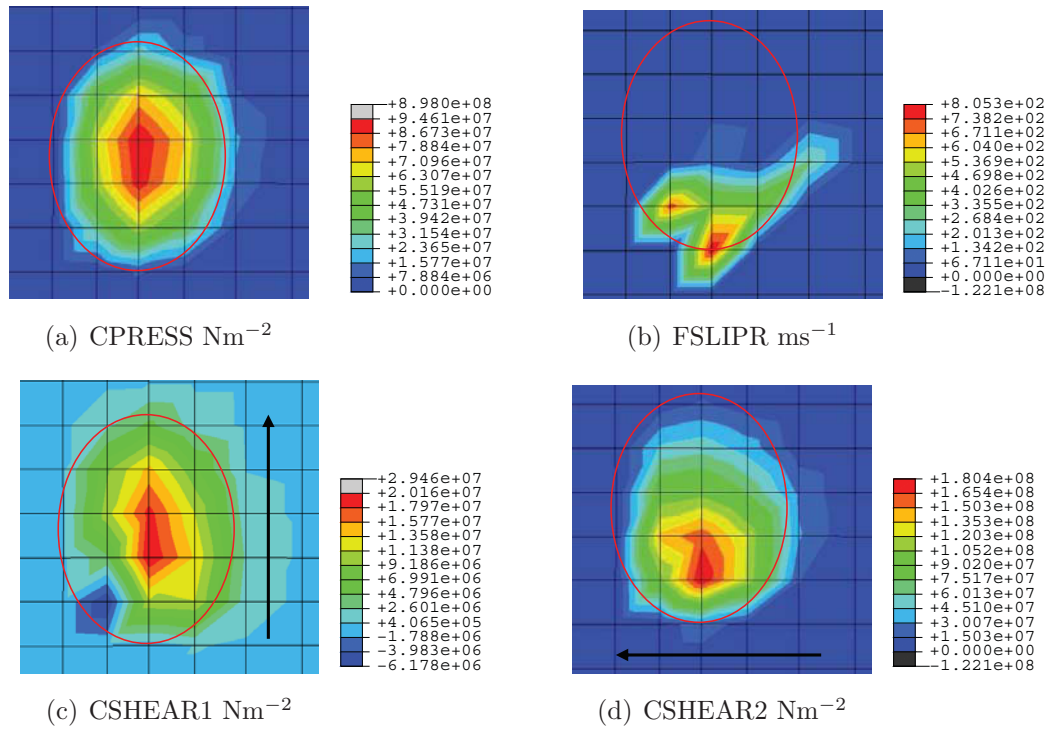 +8.980e+08
+9.461e+07
+8.673e+07
+7.884e+07
+7.096e+07
+6.307e+07
+5.519e+07
+4.731e+07
+3.942e+07
+3.154e+07
+2.365e+07
+1.577e+07
+7.884e+06
+0.000e+00
(a) CPRESS Nm⁻²
+8.053e+02
+7.382e+02
+6.711e+02
+6.040e+02
+5.369e+02
+4.698e+02
+4.026e+02
+3.355e+02
+2.684e+02
+2.013e+02
+1.342e+02
+6.711e+01
+0.000e+00
-1.221e+08
(b) FSLIPR ms⁻¹
+2.946e+07
+2.016e+07
+1.797e+07
+1.577e+07
+1.358e+07
+1.138e+07
+9.186e+06
+6.991e+06
+4.796e+06
+2.601e+06
+4.065e+05
-1.788e+06
-3.983e+06
-6.178e+06
(c) CSHEAR1 Nm⁻²
+1.804e+08
+1.654e+08
+1.503e+08
+1.353e+08
+1.203e+08
+1.052e+08
+9.020e+07
+7.517e+07
+6.013e+07
+4.510e+07
+3.007e+07
+1.503e+07
+0.000e+00
-1.221e+08
(d) CSHEAR2 Nm⁻²